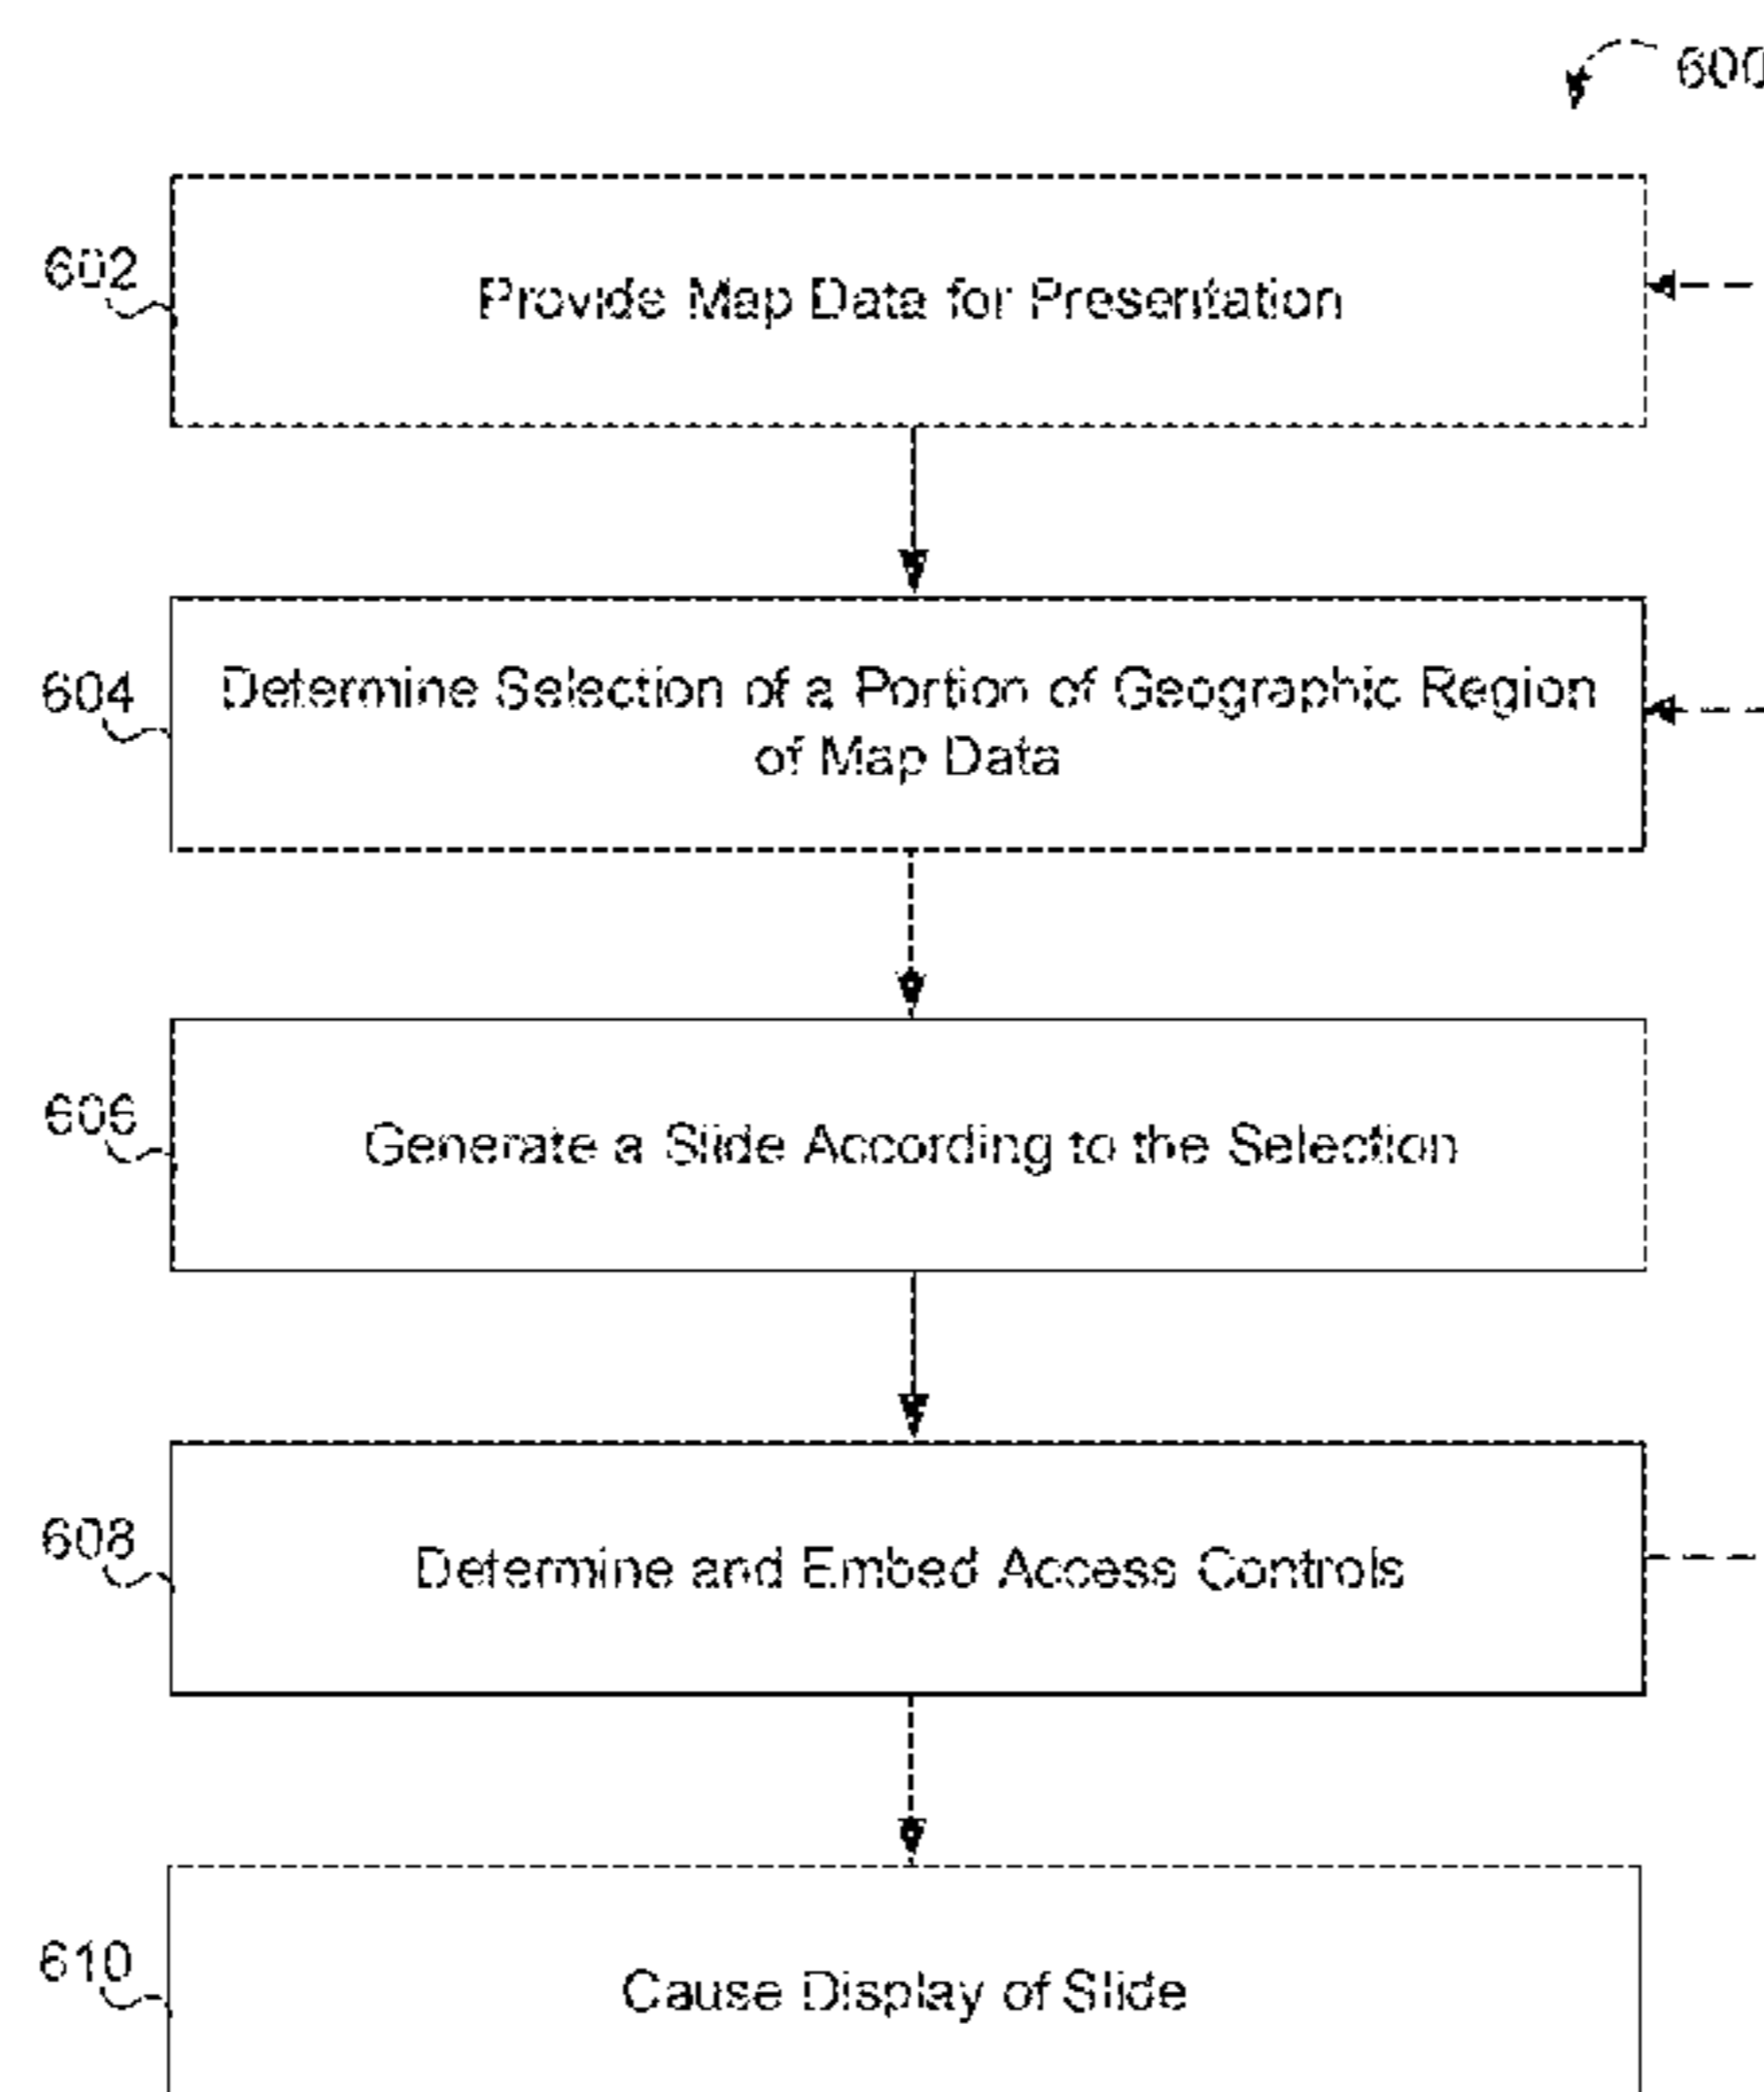 600
602
Provide Map Data for Presentation
604
Determine Selection of a Portion of Geographic Region
of Map Data
606
Generate a Slide According to the Selection
608
Determine and Embed Access Controls
610
Cause Display of Slide